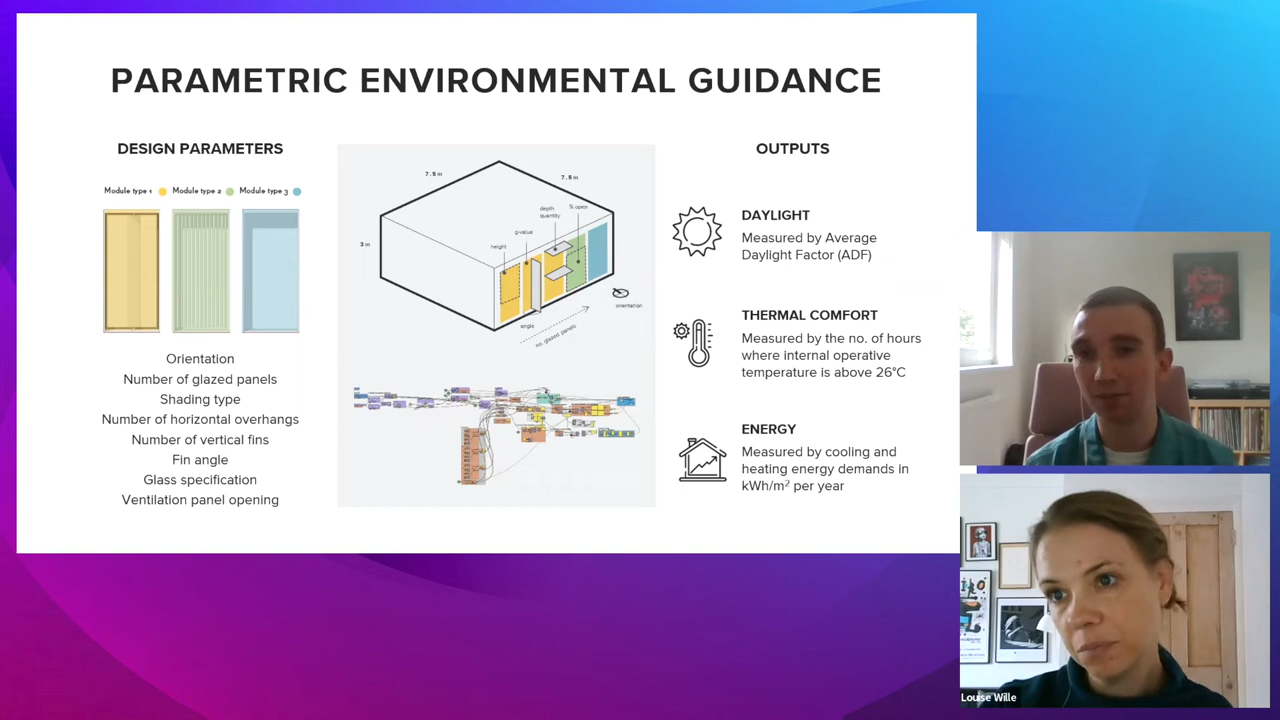 PARAMETRIC ENVIRONMENTAL GUIDANCE
DESIGN PARAMETERS
Module type 1
Module type 2
Module type 3
Orientation
Number of glazed panels
Shading type
Number of horizontal overhangs
Number of vertical fins
Fin angle
Glass specification
Ventilation panel opening
7.5 m
7.5 m
3 m
height
g-value
depth
quantity
% open
angle
no. glazed panels
orientation
OUTPUTS
DAYLIGHT
Measured by Average
Daylight Factor (ADF)
THERMAL COMFORT
Measured by the no. of hours
where internal operative
temperature is above 26°C
ENERGY
Measured by cooling and
heating energy demands in
kWh/m² per year
Louise Wille